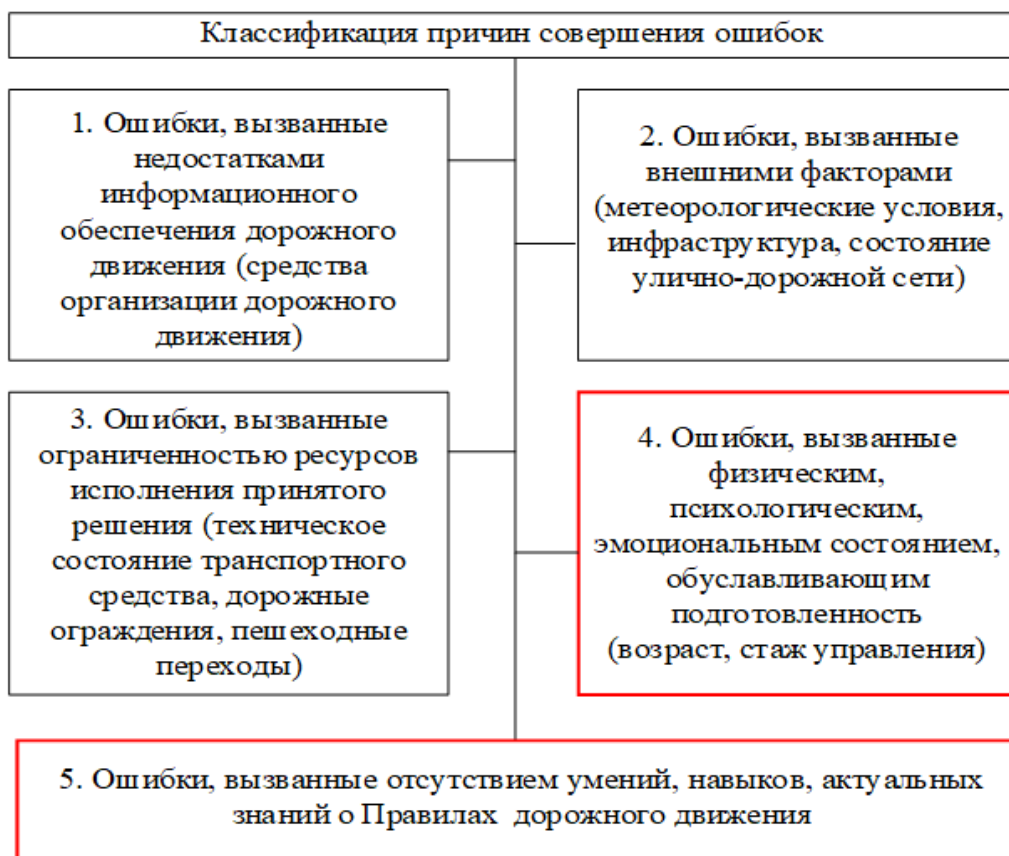 Классификация причин совершения ошибок
1. Ошибки, вызванные
недостатками
информационного
обеспечения дорожного
движения (средства
организации дорожного
движения)
2. Ошибки, вызванные
внешними факторами
(метеорологические условия,
инфраструктура, состояние
улично-дорожной сети)
3. Ошибки, вызванные
ограниченностью ресурсов
исполнения принятого
решения (техническое
состояние транспортного
средства, дорожные
ограждения, пешеходные
переходы)
4. Ошибки, вызванные
физическим,
психологическим,
эмоциональным состоянием,
обуславливающим
подготовленность
(возраст, стаж управления)
5. Ошибки, вызванные отсутствием умений, навыков, актуальных
знаний о Правилах дорожного движения